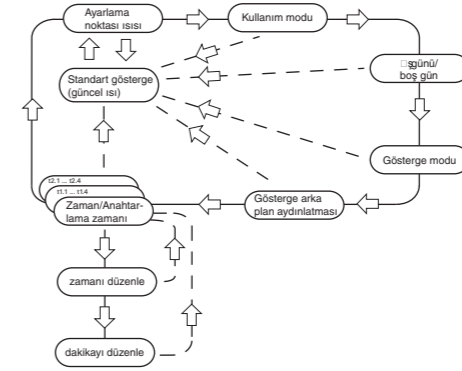 Ayarlama
noktası ısısı
Kullanım modu
Standart gösterge
(güncel ısı)
günü/
boş gün
Gösterge modu
t2.1 ... t2.4
t1.1 ... t1.4
Zaman/Anahtar-
lama zamanı
Gösterge arka
plan aydınlatması
zamanı düzenle
dakikayı düzenle